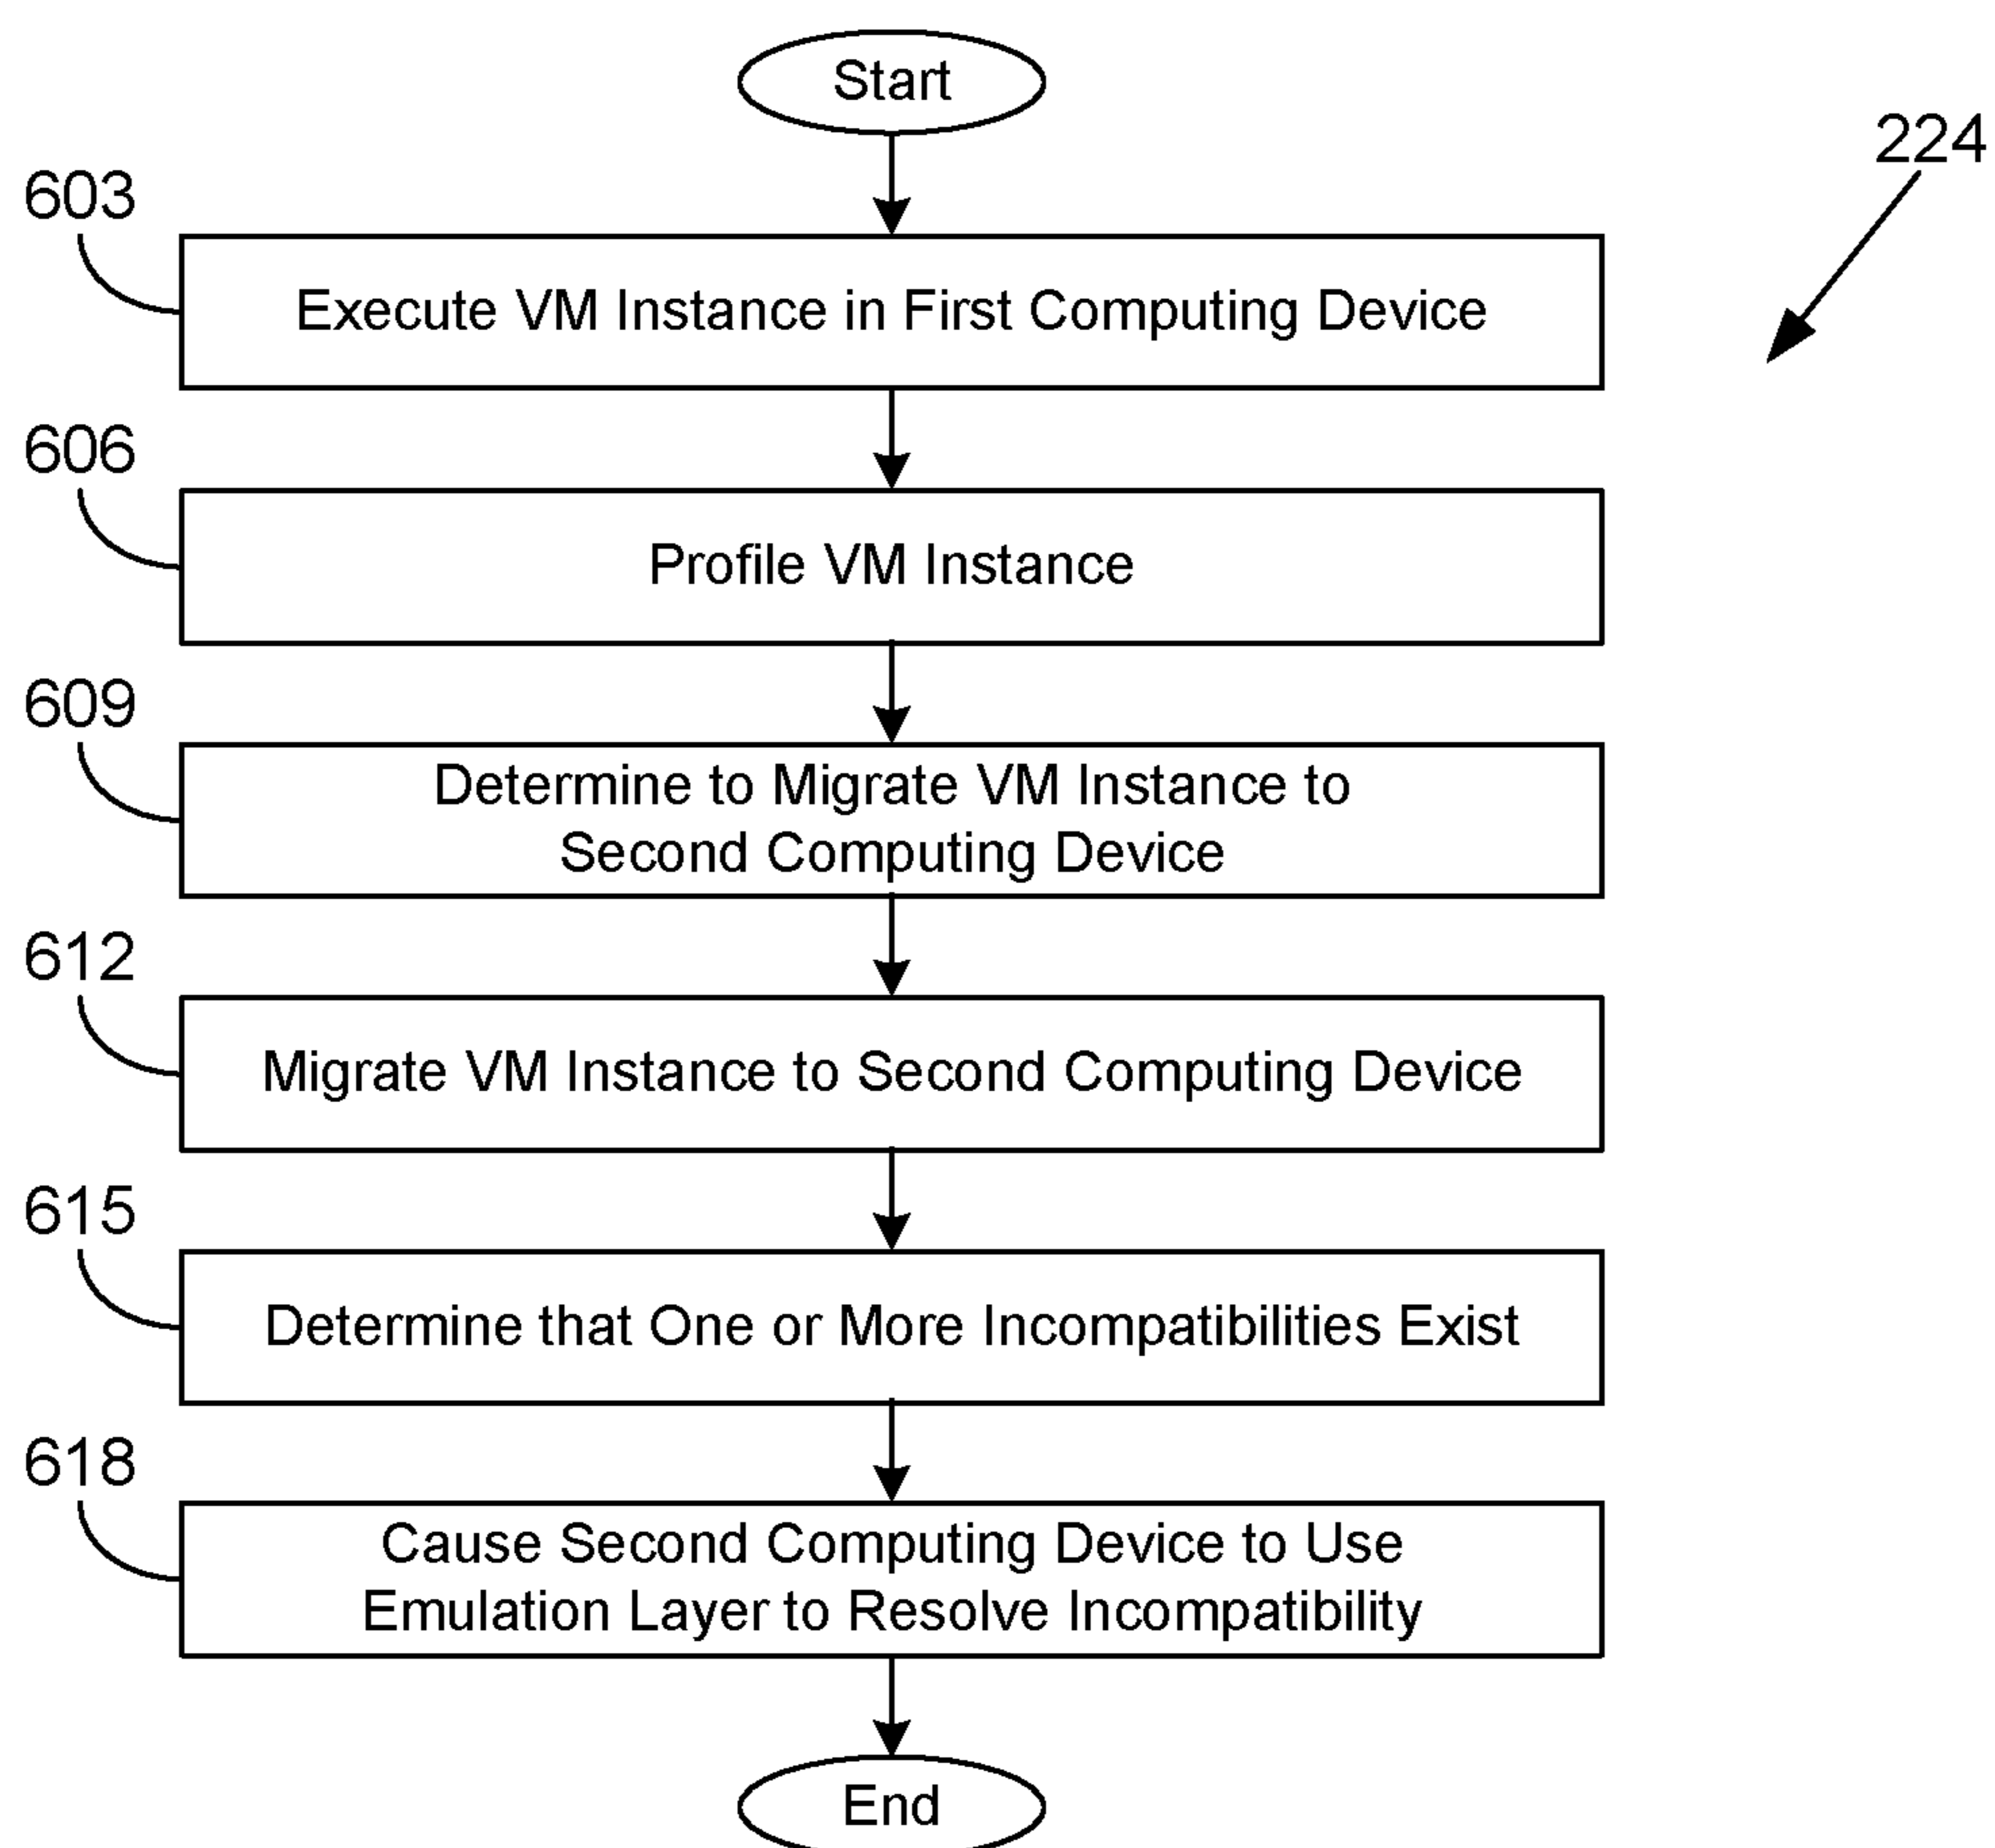 Start
224
603
Execute VM Instance in First Computing Device
606
Profile VM Instance
609
Determine to Migrate VM Instance to
Second Computing Device
612
Migrate VM Instance to Second Computing Device
615
Determine that One or More Incompatibilities Exist
618
Cause Second Computing Device to Use
Emulation Layer to Resolve Incompatibility
End